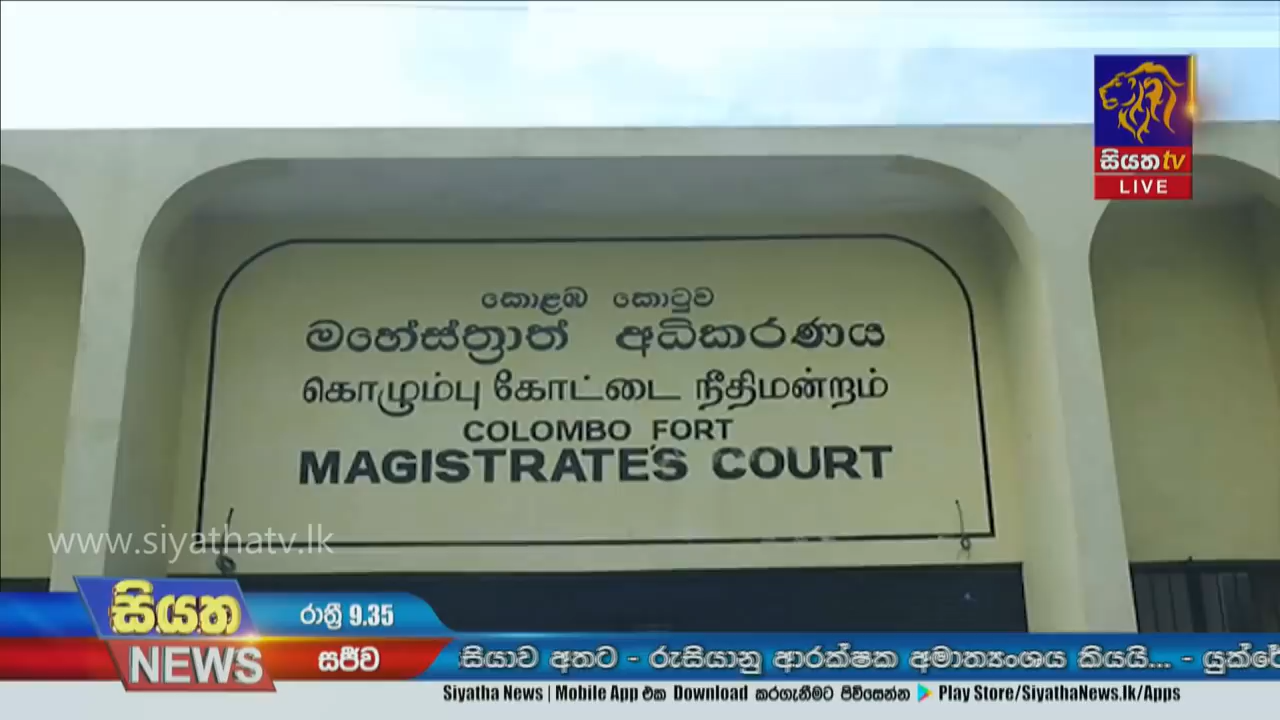 සියත tv
LIVE
කොළඹ කොටුව
මහේස්ත්‍රාත් අධිකරණය
கொழும்பு கோட்டை நீதிமன்றம்
COLOMBO FORT
MAGISTRATE'S COURT
www.siyathatv.lk
සියත
NEWS
රාත්‍රී 9.35
සජීව
අතට - රුසියානු ආරක්ෂක අමාත්‍යංශය කියයි... -
Siyatha News | Mobile App එක Download කරගැනීමට පිවිසෙන්න Play Store/SiyathaNews.lk/Apps